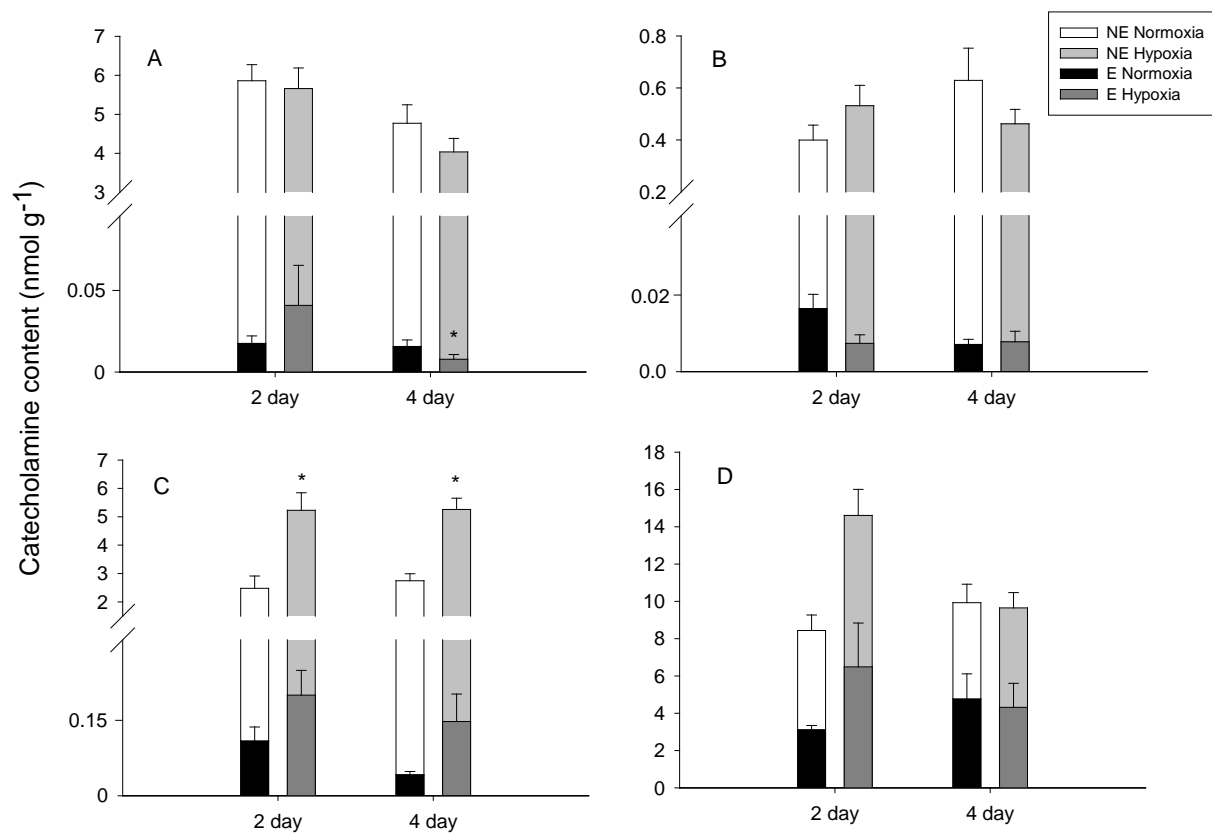 NE Normoxia
NE Hypoxia
E Normoxia
E Hypoxia
Catecholamine content (nmol g-1)
A
7
6
5
4
3
0.05
0
*
2 day
4 day
B
0.8
0.6
0.4
0.2
0.02
0.0
2 day
4 day
C
7
6
5
4
3
2
0.15
0
*
*
2 day
4 day
D
18
16
14
12
10
8
6
4
2
0
2 day
4 day